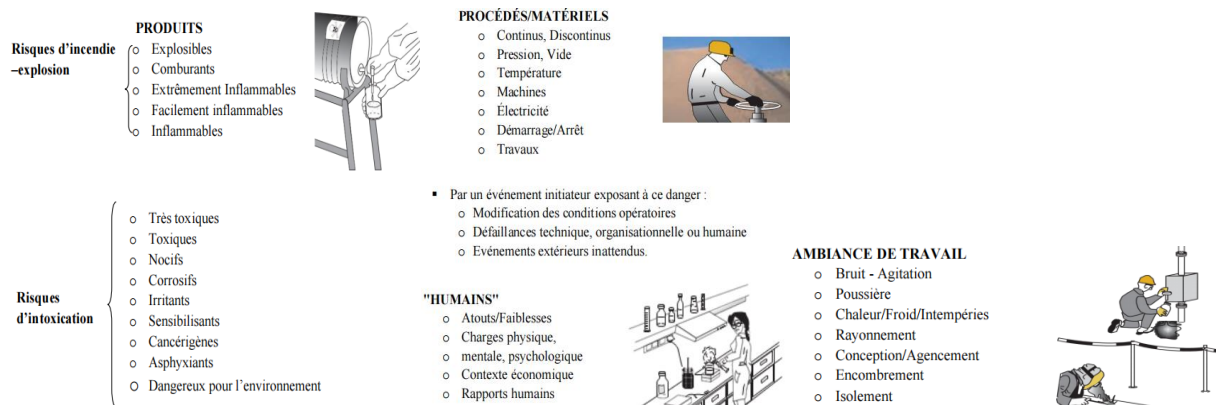 PRODUITS
Risques d'incendie
–explosion
o Explosibles
o Comburants
o Extrêmement Inflammables
o Facilement inflammables
o Inflammables
PROCÉDÉS/MATÉRIELS
o Continus, Discontinus
o Pression, Vide
o Température
o Machines
o Électricité
o Démarrage/Arrêt
o Travaux
Risques
d'intoxication
o Très toxiques
o Toxiques
o Nocifs
o Corrosifs
o Irritants
o Sensibilisants
o Cancérigènes
o Asphyxiants
o Dangereux pour l'environnement
▪ Par un événement initiateur exposant à ce danger :
o Modification des conditions opératoires
o Défaillances technique, organisationnelle ou humaine
o Evénements extérieurs inattendus.
"HUMAINS"
o Atouts/Faiblesses
o Charges physique,
o mentale, psychologique
o Contexte économique
o Rapports humains
AMBIANCE DE TRAVAIL
o Bruit - Agitation
o Poussière
o Chaleur/Froid/Intempéries
o Rayonnement
o Conception/Agencement
o Encombrement
o Isolement